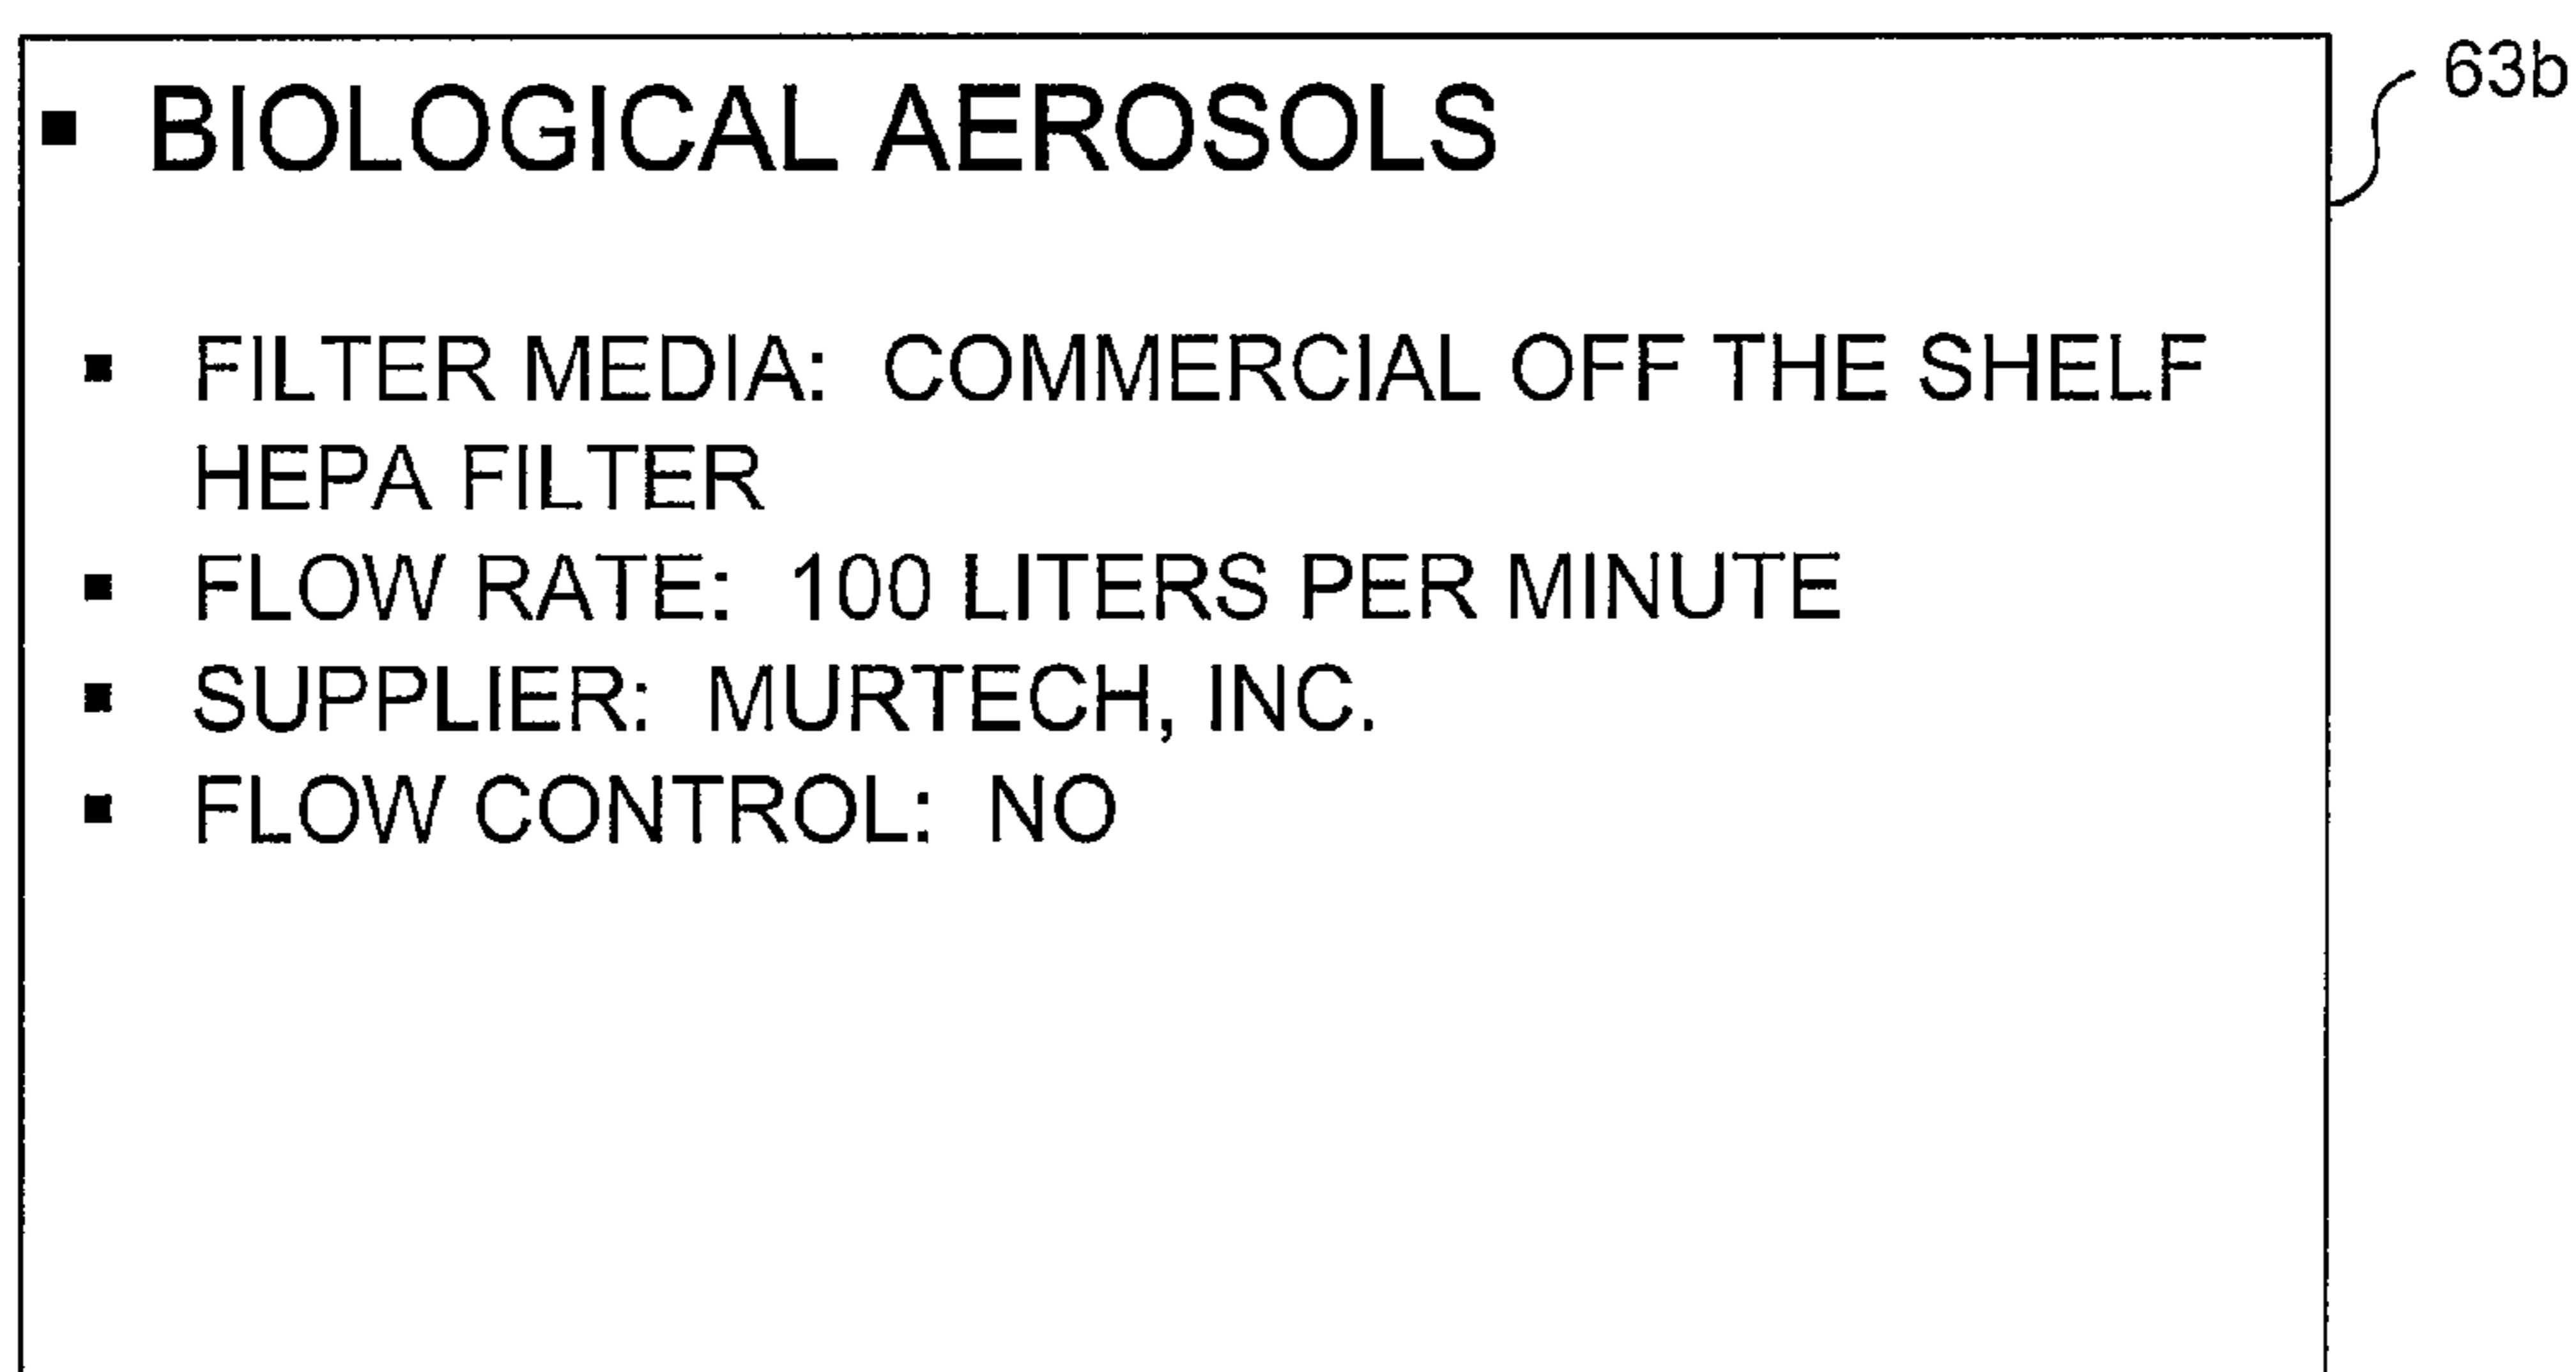 63b
▪ BIOLOGICAL AEROSOLS
▪ FILTER MEDIA: COMMERCIAL OFF THE SHELF
HEPA FILTER
▪ FLOW RATE: 100 LITERS PER MINUTE
▪ SUPPLIER: MURTECH, INC.
▪ FLOW CONTROL: NO